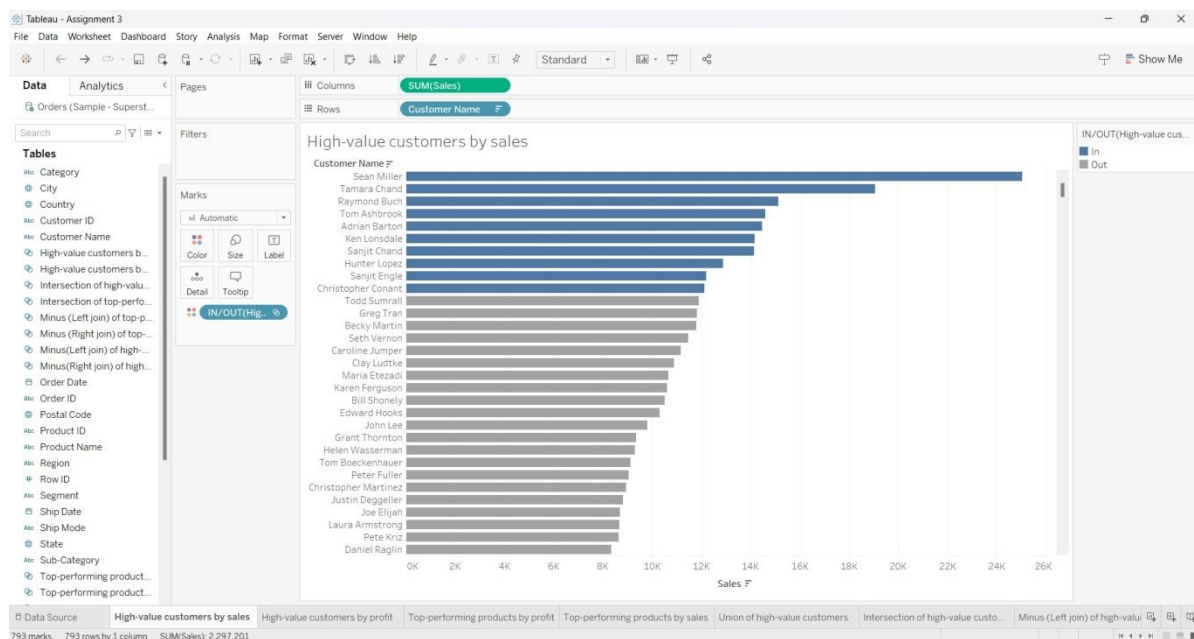 Tableau - Assignment 3
File Data Worksheet Dashboard Story Analysis Map Format Server Window Help
Standard
Show Me
Data Analytics
Orders (Sample - Superst...
Search
Tables
Abc Category
City
Country
Abc Customer ID
Abc Customer Name
High-value customers b...
High-value customers b...
Intersection of high-valu...
Intersection of top-perfo...
Minus (Left join) of top-p...
Minus (Right join) of top-...
Minus(Left join) of high-...
Minus(Right join) of high...
Order Date
Abc Order ID
Postal Code
Abc Product ID
Abc Product Name
Abc Region
# Row ID
Abc Segment
Ship Date
Abc Ship Mode
State
Abc Sub-Category
Top-performing product...
Top-performing product...
Pages
Filters
Marks
Automatic
Color Size Label
Detail Tooltip
IN/OUT(Hig..
Columns SUM(Sales)
Rows Customer Name
High-value customers by sales
Customer Name
Sean Miller
Tamara Chand
Raymond Buch
Tom Ashbrook
Adrian Barton
Ken Lonsdale
Sanjit Chand
Hunter Lopez
Sanjit Engle
Christopher Conant
Todd Sumrall
Greg Tran
Becky Martin
Seth Vernon
Caroline Jumper
Clay Ludtke
Maria Etezadi
Karen Ferguson
Bill Shonely
Edward Hooks
John Lee
Grant Thornton
Helen Wasserman
Tom Boeckenhauer
Peter Fuller
Christopher Martinez
Justin Deggeller
Joe Elijah
Laura Armstrong
Pete Kriz
Daniel Raglin
0K 2K 4K 6K 8K 10K 12K 14K 16K 18K 20K 22K 24K 26K
Sales
IN/OUT(High-value cus...
In
Out
Data Source High-value customers by sales High-value customers by profit Top-performing products by profit Top-performing products by sales Union of high-value customers Intersection of high-value custo... Minus (Left join) of high-valu
793 marks 793 rows by 1 column SUM(Sales): 2,297,201